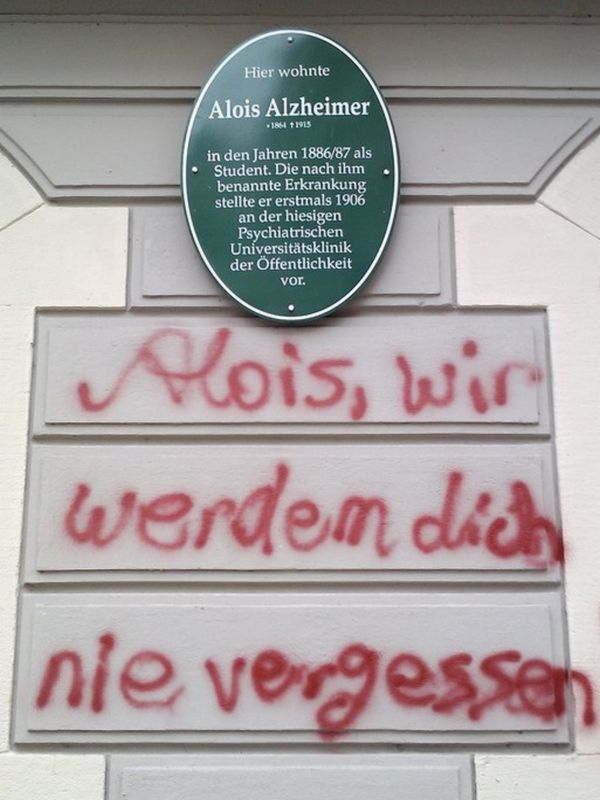 Hier wohnte
Alois Alzheimer
*1864 †1915
in den Jahren 1886/87 als
Student. Die nach ihm
benannte Erkrankung
stellte er erstmals 1906
an der hiesigen
Psychiatrischen
Universitätsklinik
der Öffentlichkeit
vor.
Alois, wir
werden dich
nie vergessen